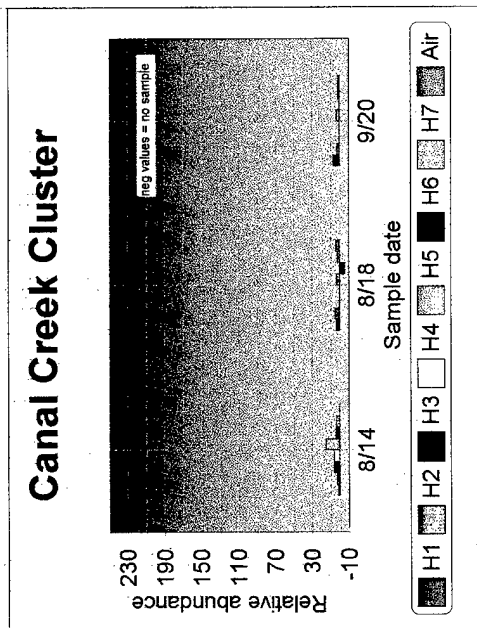 Canal Creek Cluster
neg values = no sample
Relative abundance
230
190
150
110
70
30
-10
8/14
8/18
9/20
Sample date
H1 H2 H3 H4 H5 H6 H7 Air